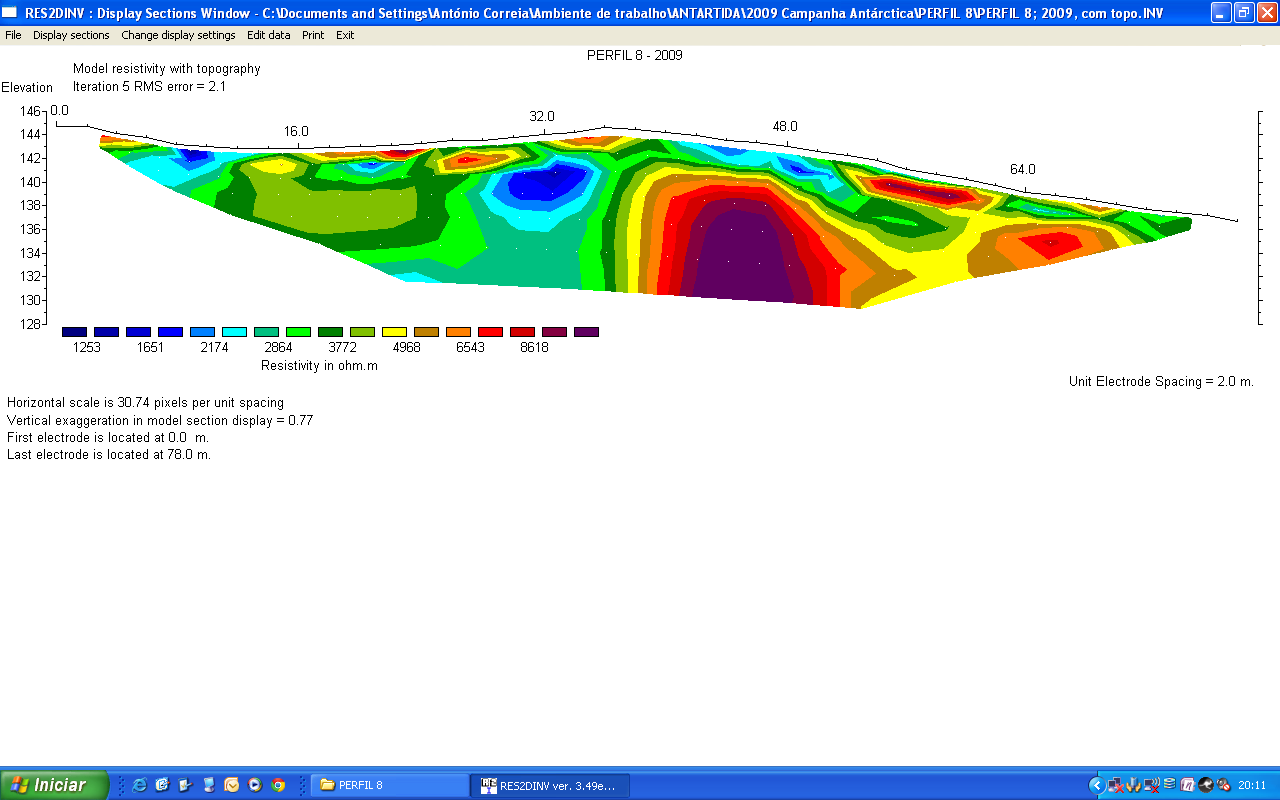 RES2DINV : Display Sections Window - C:\Documents and Settings\António Correia\Ambiente de trabalho\ANTARTIDA\2009 Campanha Antárctica\PERFIL 8\PERFIL 8; 2009, com topo.INV
File Display sections Change display settings Edit data Print Exit
PERFIL 8 - 2009
Model resistivity with topography
Iteration 5 RMS error = 2.1
Elevation
0.0
16.0
32.0
48.0
64.0
146
144
142
140
138
136
134
132
130
128
1253 1651 2174 2864 3772 4968 6543 8618
Resistivity in ohm.m
Unit Electrode Spacing = 2.0 m.
Horizontal scale is 30.74 pixels per unit spacing
Vertical exaggeration in model section display = 0.77
First electrode is located at 0.0 m.
Last electrode is located at 78.0 m.
Iniciar PERFIL 8 RES2DINV ver. 3.49e... 20:11